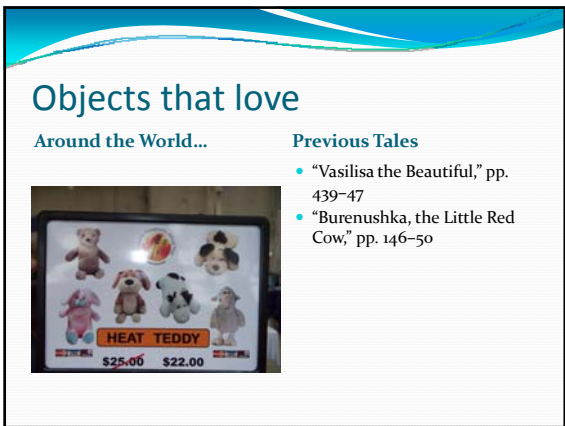 Objects that love
Around the World...
Previous Tales
• “Vasilisa the Beautiful,” pp.
439–47
• “Burenushka, the Little Red
Cow,” pp. 146–50
HEAT TEDDY
$25.00 $22.00